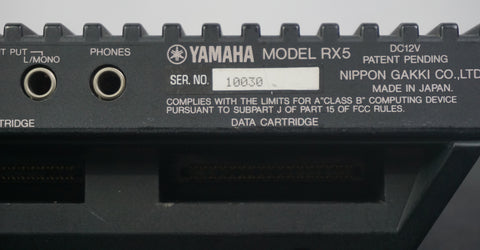 T PUT
L/MONO
PHONES
YAMAHA MODEL RX5
DC12V
PATENT PENDING
SER. NO. 10030
NIPPON GAKKI CO.,LTD
MADE IN JAPAN.
COMPLIES WITH THE LIMITS FOR A"CLASS B" COMPUTING DEVICE
PURSUANT TO SUBPART J OF PART 15 OF FCC RULES.
TRIDGE
DATA CARTRIDGE